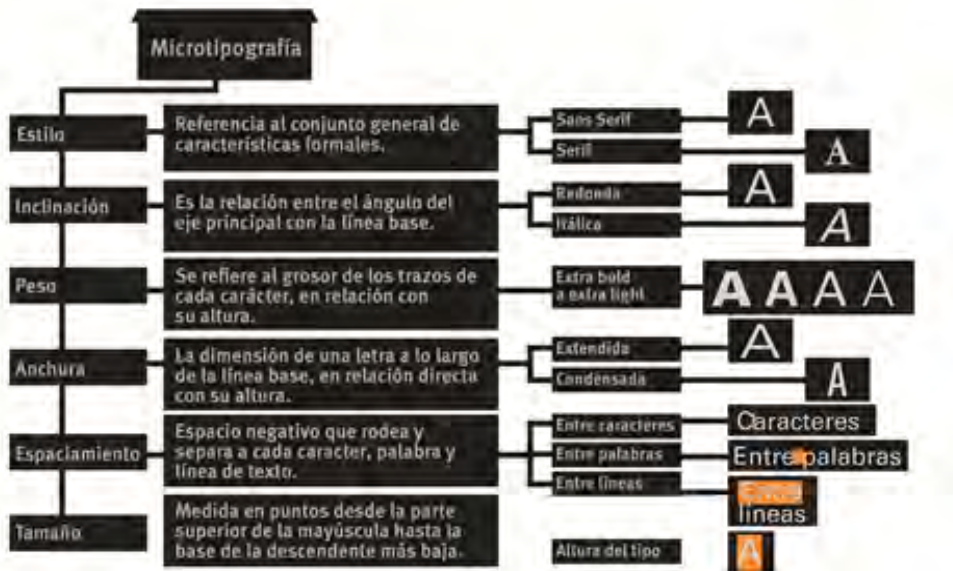 Microtipografía
Estilo
Referencia al conjunto general de
características formales.
Sans Serif
A
Serif
A
Inclinación
Es la relación entre el ángulo del
eje principal con la línea base.
Redonda
A
Itálica
A
Peso
Se refiere al grosor de los trazos de
cada carácter, en relación con
su altura.
Extra bold
a extra light
A A A A
Anchura
La dimensión de una letra a lo largo
de la línea base, en relación directa
con su altura.
Extendida
A
Condensada
A
Espaciamiento
Espacio negativo que rodea y
separa a cada caracter, palabra y
línea de texto.
Entre caracteres
Caracteres
Entre palabras
Entre palabras
Entre líneas
Entre
líneas
Tamaño
Medida en puntos desde la parte
superior de la mayúscula hasta la
base de la descendente más baja.
Altura del tipo
A